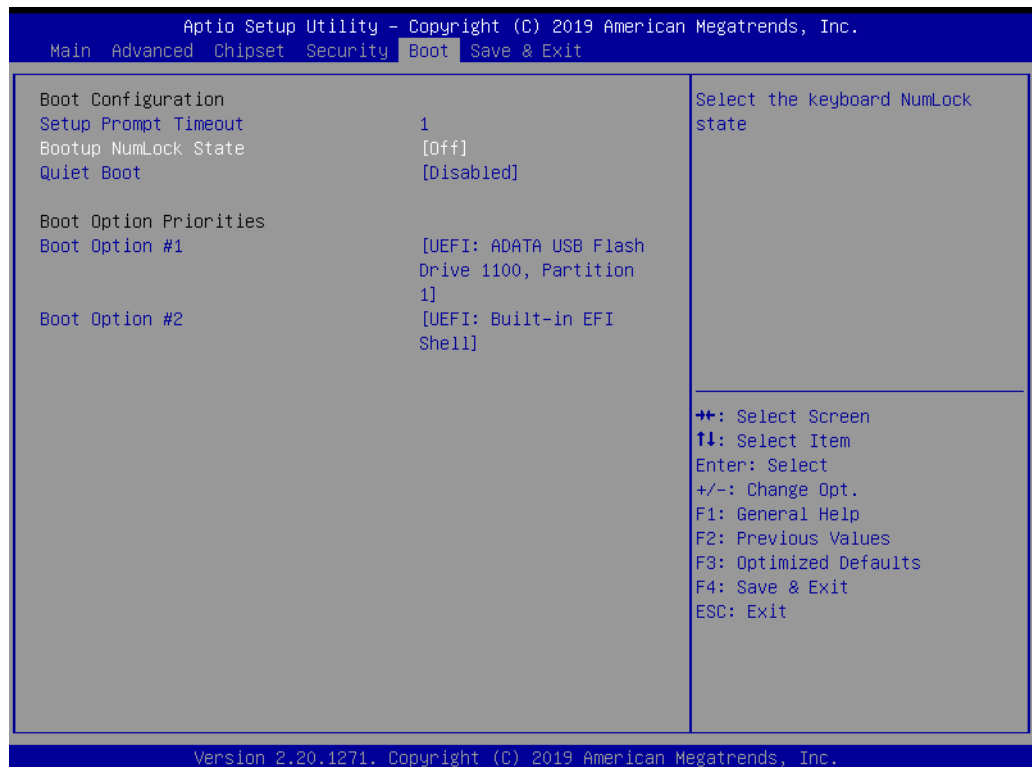 Aptio Setup Utility – Copyright (C) 2019 American Megatrends, Inc.
Main Advanced Chipset Security Boot Save & Exit
Boot Configuration
Setup Prompt Timeout 1
Bootup NumLock State [Off]
Quiet Boot [Disabled]
Boot Option Priorities
Boot Option #1 [UEFI: ADATA USB Flash
Drive 1100, Partition
1]
Boot Option #2 [UEFI: Built-in EFI
Shell]
Select the keyboard NumLock
state
→←: Select Screen
↑↓: Select Item
Enter: Select
+/-: Change Opt.
F1: General Help
F2: Previous Values
F3: Optimized Defaults
F4: Save & Exit
ESC: Exit
Version 2.20.1271. Copyright (C) 2019 American Megatrends, Inc.